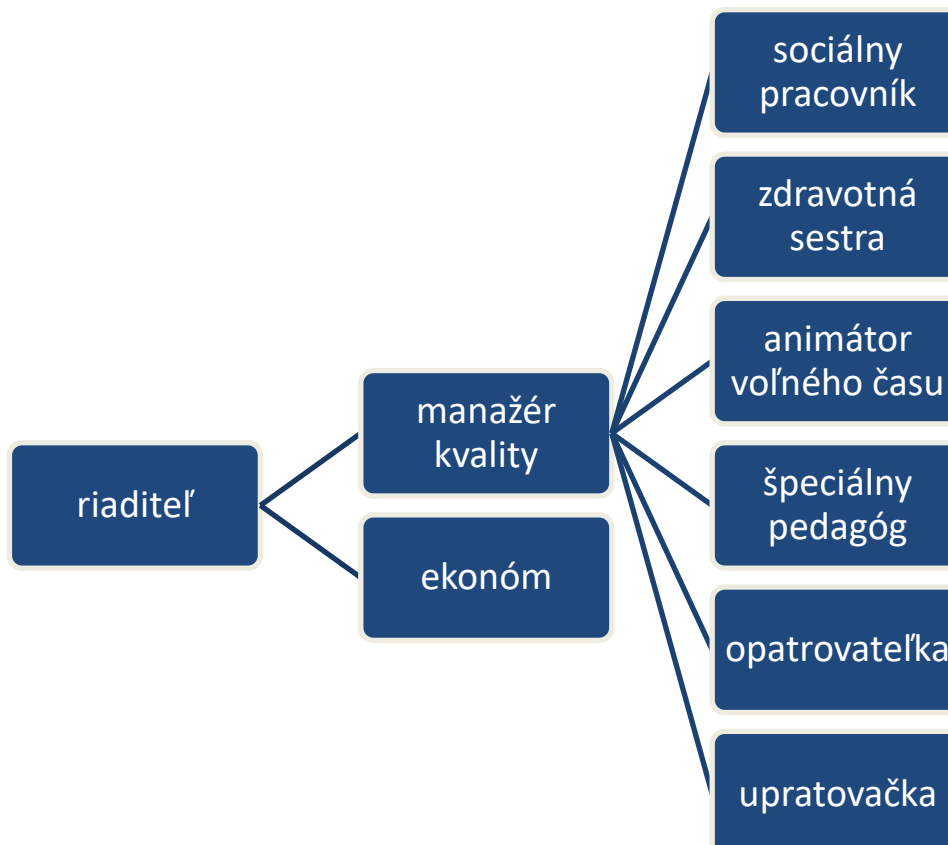 riaditeľ
manažér
kvality
ekonóm
sociálny
pracovník
zdravotná
sestra
animátor
voľného času
špeciálny
pedagóg
opatrovateľka
upratovačka